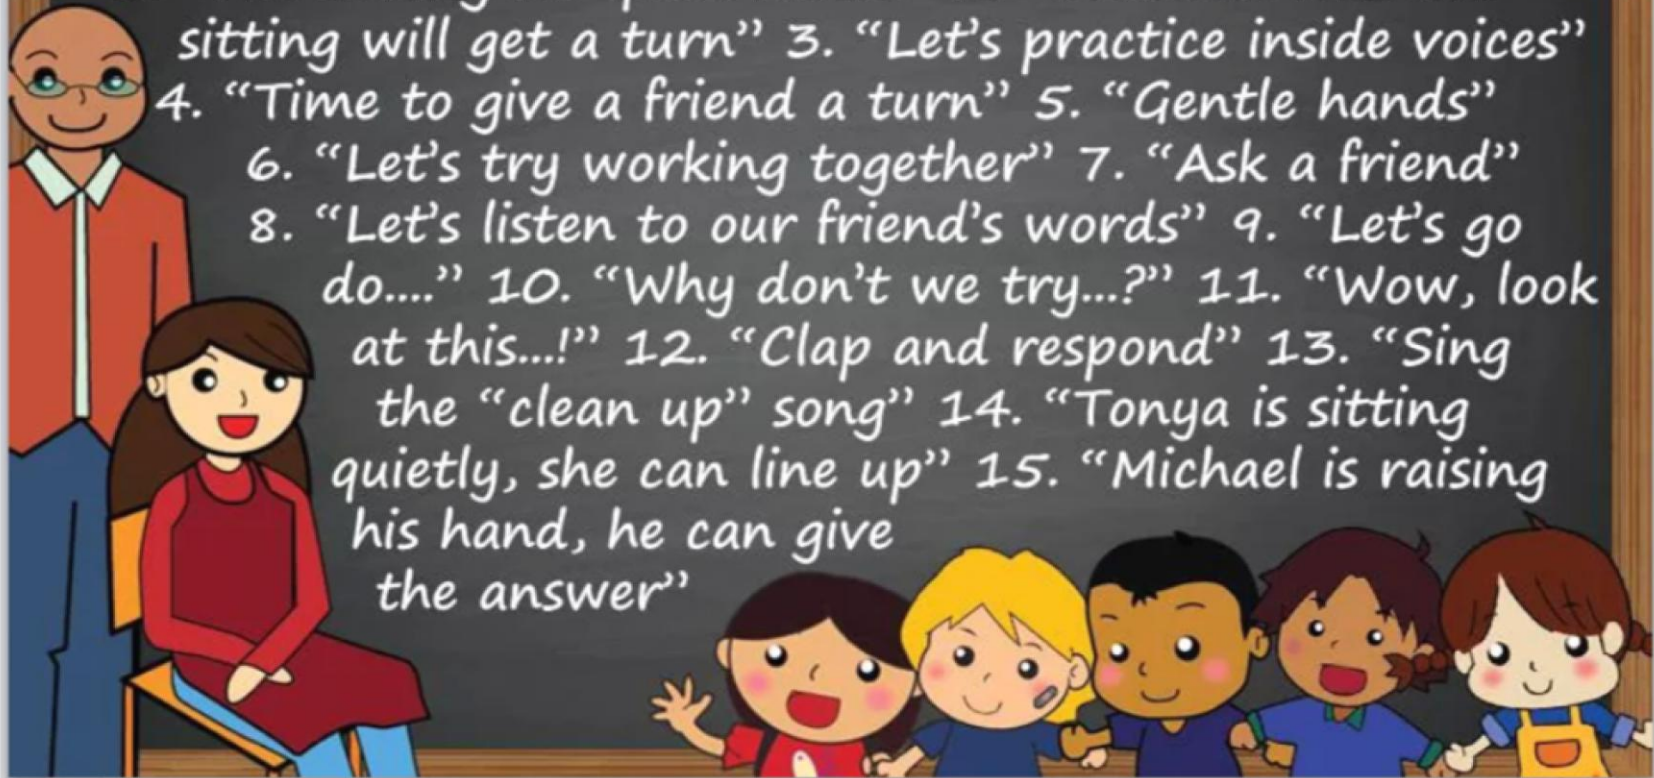 sitting will get a turn” 3. “Let’s practice inside voices”
4. “Time to give a friend a turn” 5. “Gentle hands”
6. “Let’s try working together” 7. “Ask a friend”
8. “Let’s listen to our friend’s words” 9. “Let’s go
do....” 10. “Why don’t we try...?” 11. “Wow, look
at this...!” 12. “Clap and respond” 13. “Sing
the “clean up” song” 14. “Tonya is sitting
quietly, she can line up” 15. “Michael is raising
his hand, he can give
the answer”